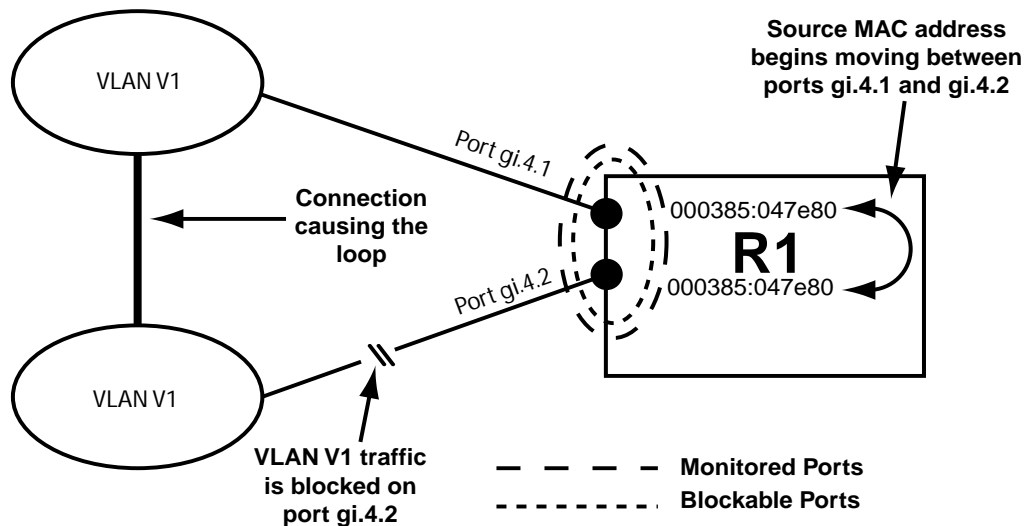 VLAN V1
Source MAC address
begins moving between
ports gi.4.1 and gi.4.2
Port gi.4.1
Connection
causing the
loop
000385:047e80
R1
000385:047e80
Port gi.4.2
VLAN V1
VLAN V1 traffic
is blocked on
port gi.4.2
Monitored Ports
Blockable Ports